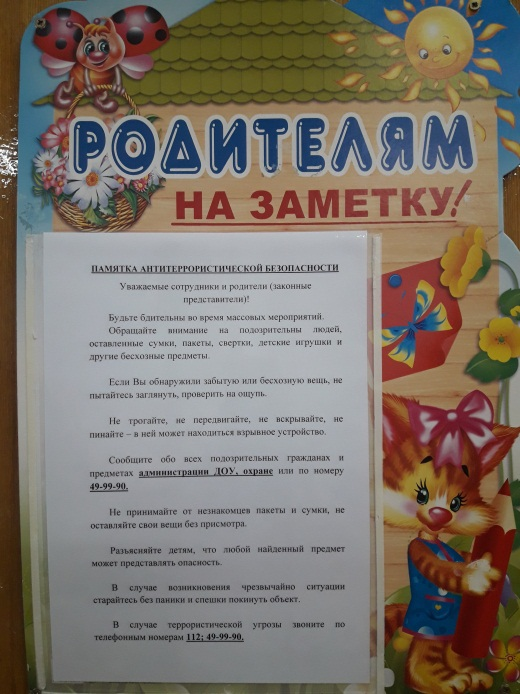 РОДИТЕЛЯМ
НА ЗАМЕТКУ!
ПАМЯТКА АНТИТЕРРОРИСТИЧЕСКОЙ БЕЗОПАСНОСТИ
Уважаемые сотрудники и родители (законные
представители)!
Будьте бдительны во время массовых мероприятий.
Обращайте внимание на подозрительны людей,
оставленные сумки, пакеты, свертки, детские игрушки и
другие бесхозные предметы.
Если Вы обнаружили забытую или бесхозную вещь, не
пытайтесь заглянуть, проверить на ощупь.
Не трогайте, не передвигайте, не вскрывайте, не
пинайте – в ней может находиться взрывное устройство.
Сообщите обо всех подозрительных гражданах и
предметах администрации ДОУ, охране или по номеру
49-99-90.
Не принимайте от незнакомцев пакеты и сумки, не
оставляйте свои вещи без присмотра.
Разъясняйте детям, что любой найденный предмет
может представлять опасность.
В случае возникновения чрезвычайно ситуации
старайтесь без паники и спешки покинуть объект.
В случае террористической угрозы звоните по
телефонным номерам 112; 49-99-90.